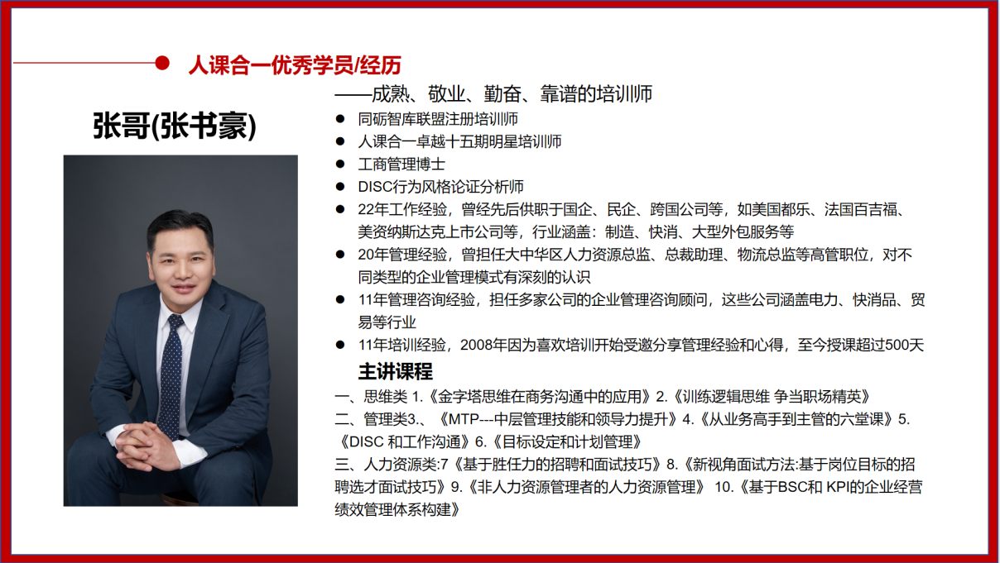 人课合一优秀学员/经历
张哥(张书豪)
——成熟、敬业、勤奋、靠谱的培训师
● 同砺智库联盟注册培训师
● 人课合一卓越十五期明星培训师
● 工商管理博士
● DISC行为风格论证分析师
● 22年工作经验，曾经先后供职于国企、民企、跨国公司等，如美国都乐、法国百吉福、
美资纳斯达克上市公司等，行业涵盖：制造、快消、大型外包服务等
● 20年管理经验，曾担任大中华区人力资源总监、总裁助理、物流总监等高管职位，对不
同类型的企业管理模式有深刻的认识
● 11年管理咨询经验，担任多家公司的企业管理咨询顾问，这些公司涵盖电力、快消品、贸
易等行业
● 11年培训经验，2008年因为喜欢培训开始受邀分享管理经验和心得，至今授课超过500天
主讲课程
一、思维类 1.《金字塔思维在商务沟通中的应用》2.《训练逻辑思维 争当职场精英》
二、管理类3.、《MTP---中层管理技能和领导力提升》4.《从业务高手到主管的六堂课》5.
《DISC 和工作沟通》6.《目标设定和计划管理》
三、人力资源类:7《基于胜任力的招聘和面试技巧》8.《新视角面试方法:基于岗位目标的招
聘选才面试技巧》9.《非人力资源管理者的人力资源管理》 10.《基于BSC和 KPI的企业经营
绩效管理体系构建》